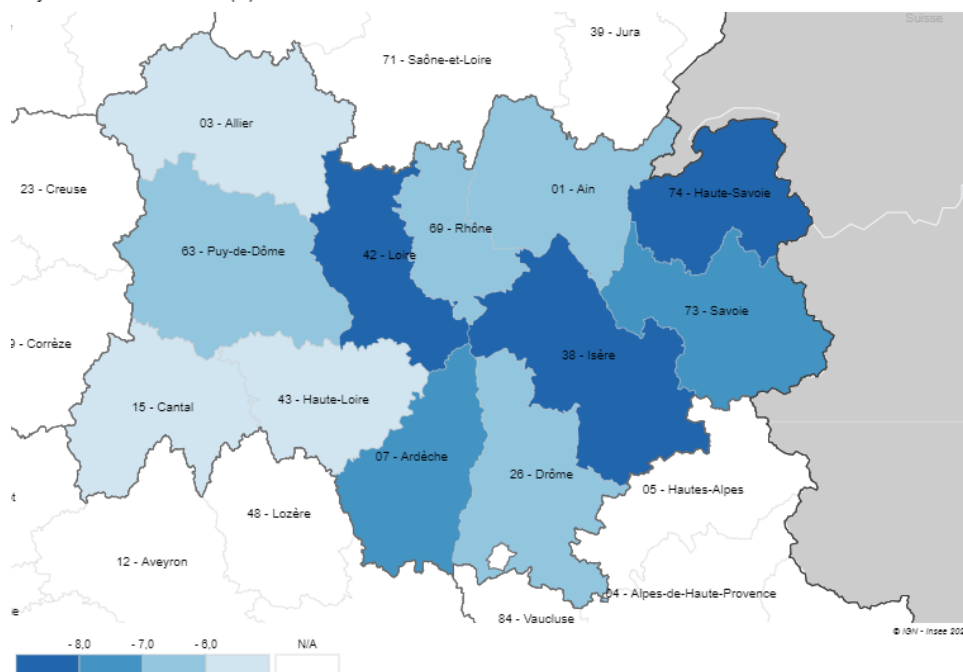 Suisse
39 - Jura
71 - Saône-et-Loire
03 - Allier
23 - Creuse
01 - Ain
74 - Haute-Savoie
69 - Rhône
63 - Puy-de-Dôme
42 - Loire
73 - Savoie
- Corrèze
38 - Isère
43 - Haute-Loire
15 - Cantal
07 - Ardèche
26 - Drôme
05 - Hautes-Alpes
48 - Lozère
12 - Aveyron
- Alpes-de-Haute-Provence
84 - Vaucluse
© IGN - Insee
- 8,0 - 7,0 - 6,0 N/A